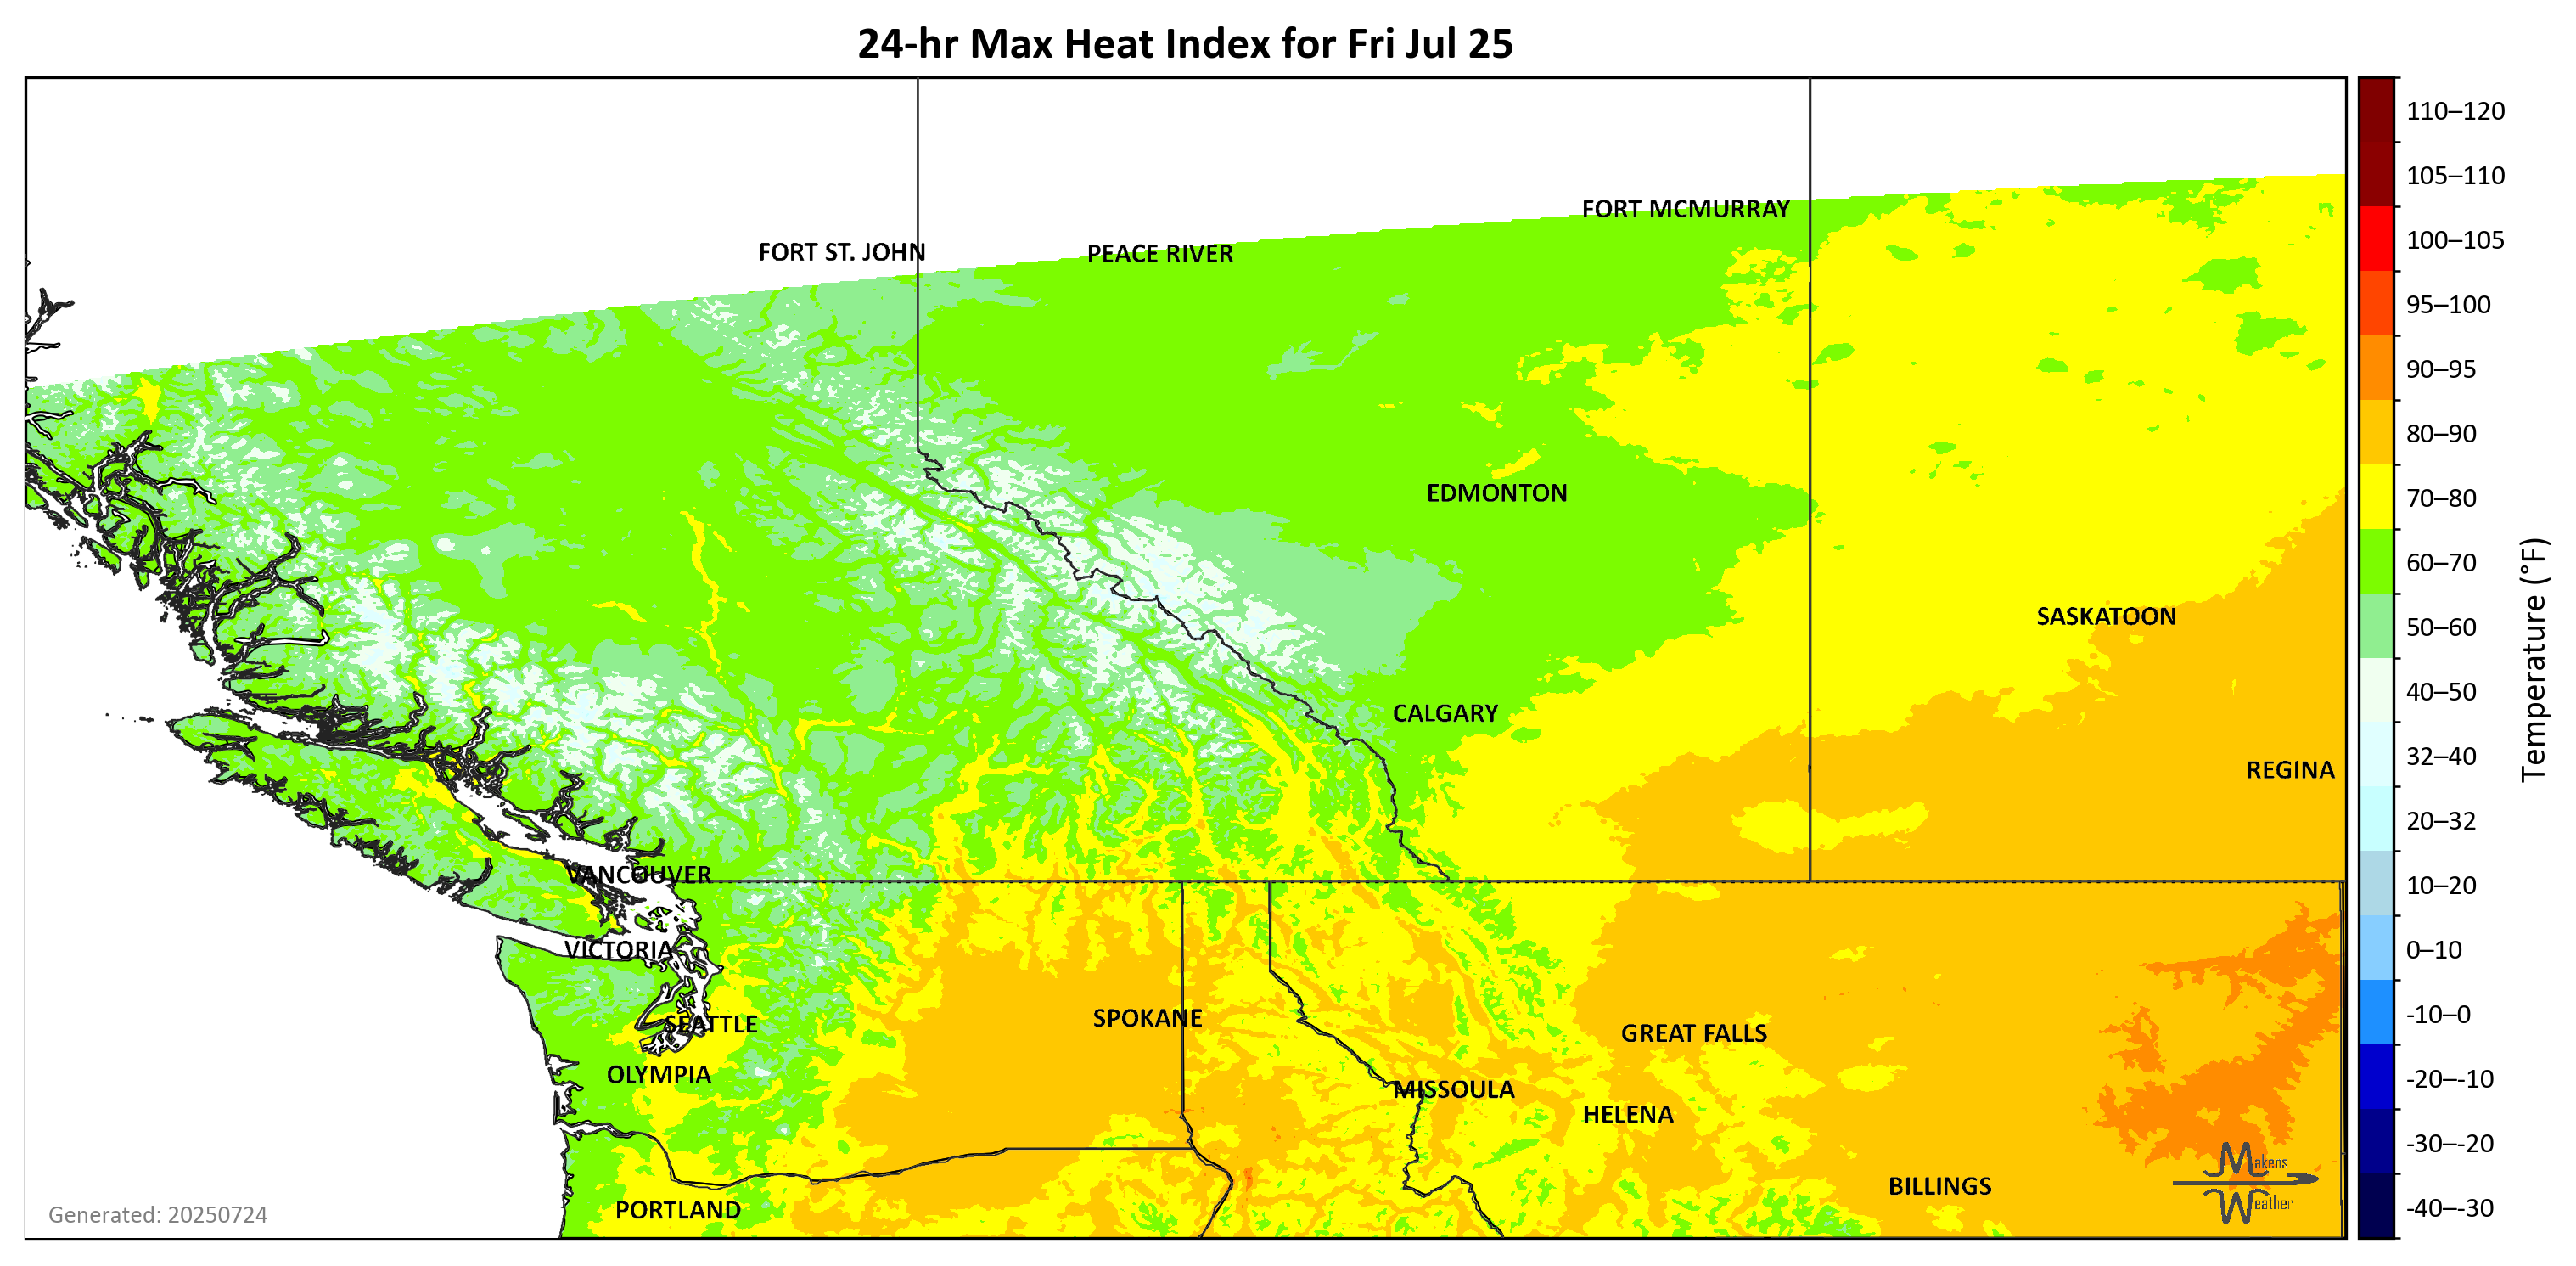 24-hr Max Heat Index for Fri Jul 25
FORT MCMURRAY
FORT ST. JOHN
PEACE RIVER
EDMONTON
SASKATOON
CALGARY
REGINA
VANCOUVER
VICTORIA
SEATTLE
SPOKANE
GREAT FALLS
OLYMPIA
MISSOULA
HELENA
BILLINGS
PORTLAND
Makens
Weather
Generated: 20250724
110–120
105–110
100–105
95–100
90–95
80–90
70–80
60–70
50–60
40–50
32–40
20–32
10–20
0–10
-10–0
-20–-10
-30–-20
-40–-30
Temperature (°F)